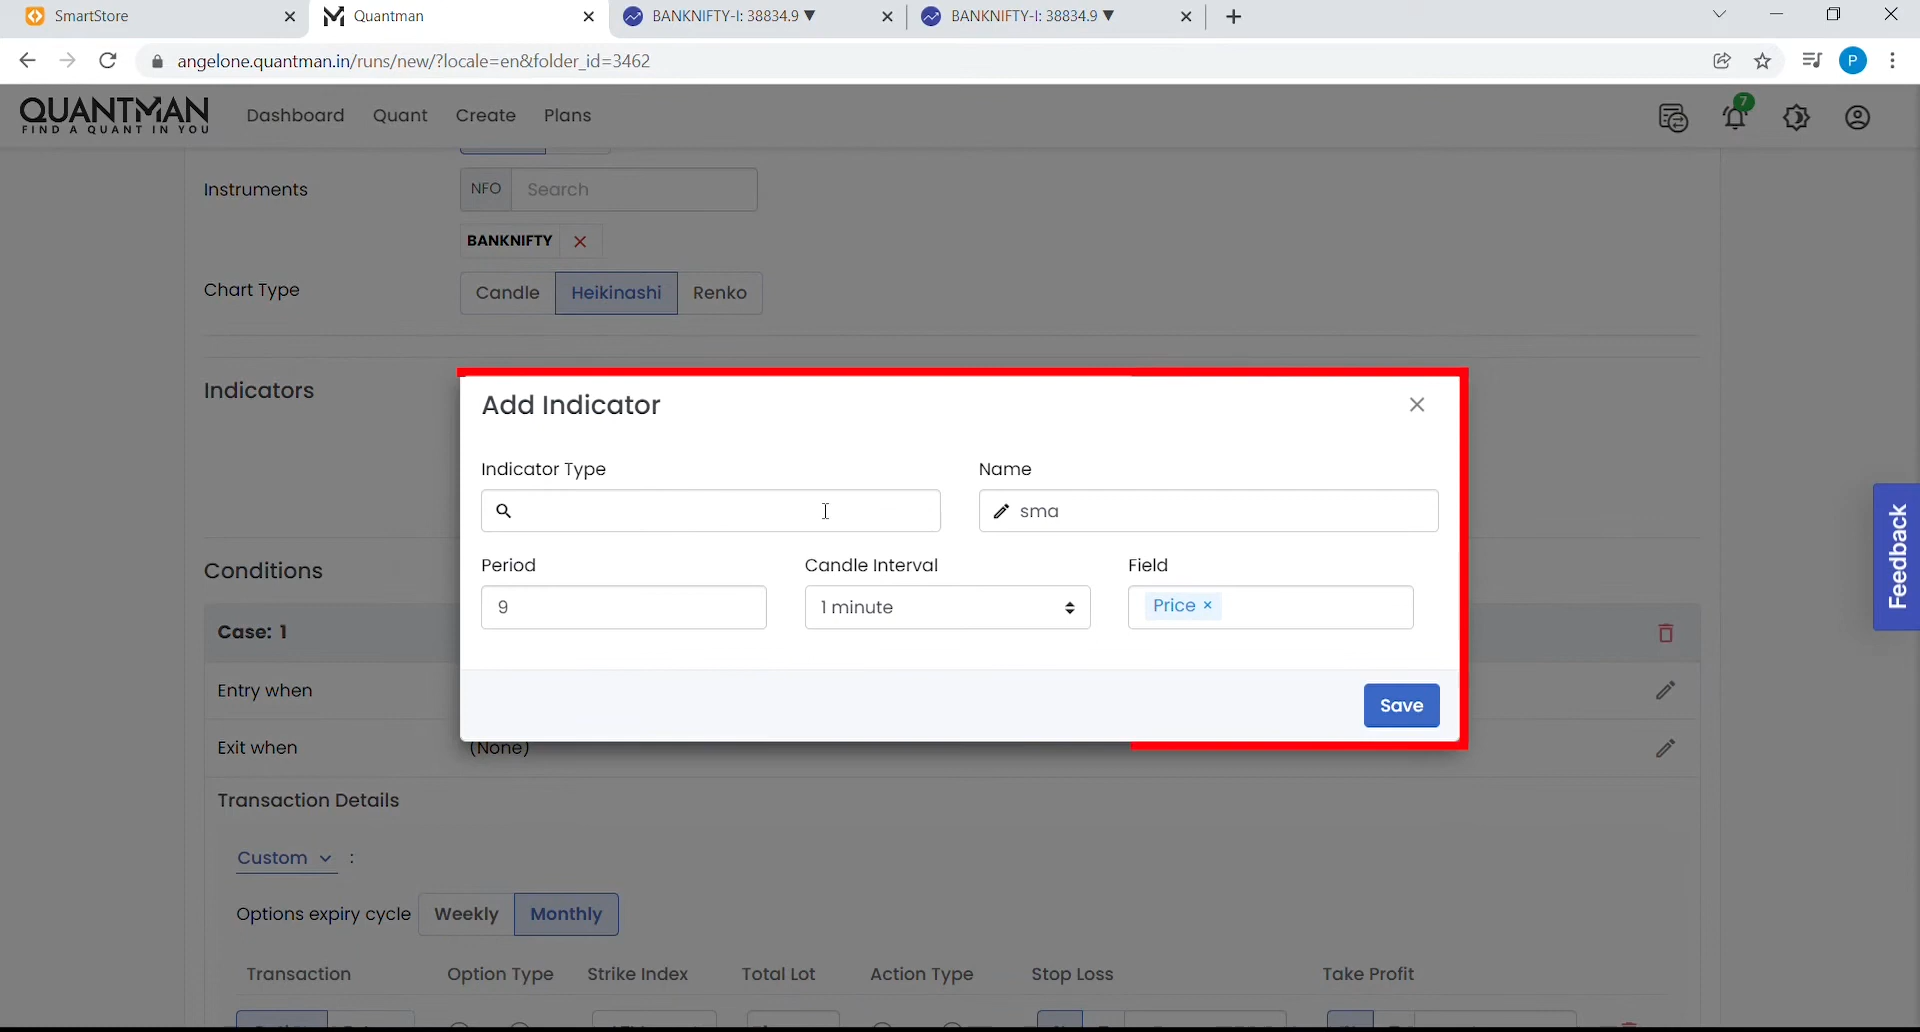 SmartStore
Quantman
BANKNIFTY-I: 38834.9 ▼
BANKNIFTY-I: 38834.9 ▼
angelone.quantman.in/runs/new/?locale=en&folder_id=3462
P
QUANTMAN
FIND A QUANT IN YOU
Dashboard Quant Create Plans
7
Instruments
NFO Search
BANKNIFTY
Chart Type
Candle Heikinashi Renko
Indicators
Add Indicator
Indicator Type Name
sma
Period Candle Interval Field
9 1 minute Price ×
Save
Feedback
Conditions
Case: 1
Entry when
Exit when (None)
Transaction Details
Custom :
Options expiry cycle Weekly Monthly
Transaction Option Type Strike Index Total Lot Action Type Stop Loss Take Profit